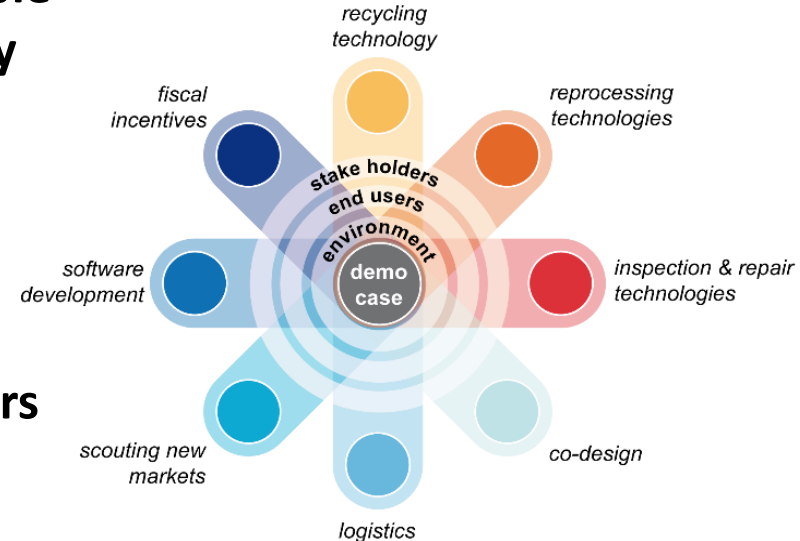 recycling
technology
fiscal
incentives
reprocessing
technologies
stake holders
end users
environment
demo
case
software
development
inspection & repair
technologies
rs
scouting new
markets
co-design
logistics
y